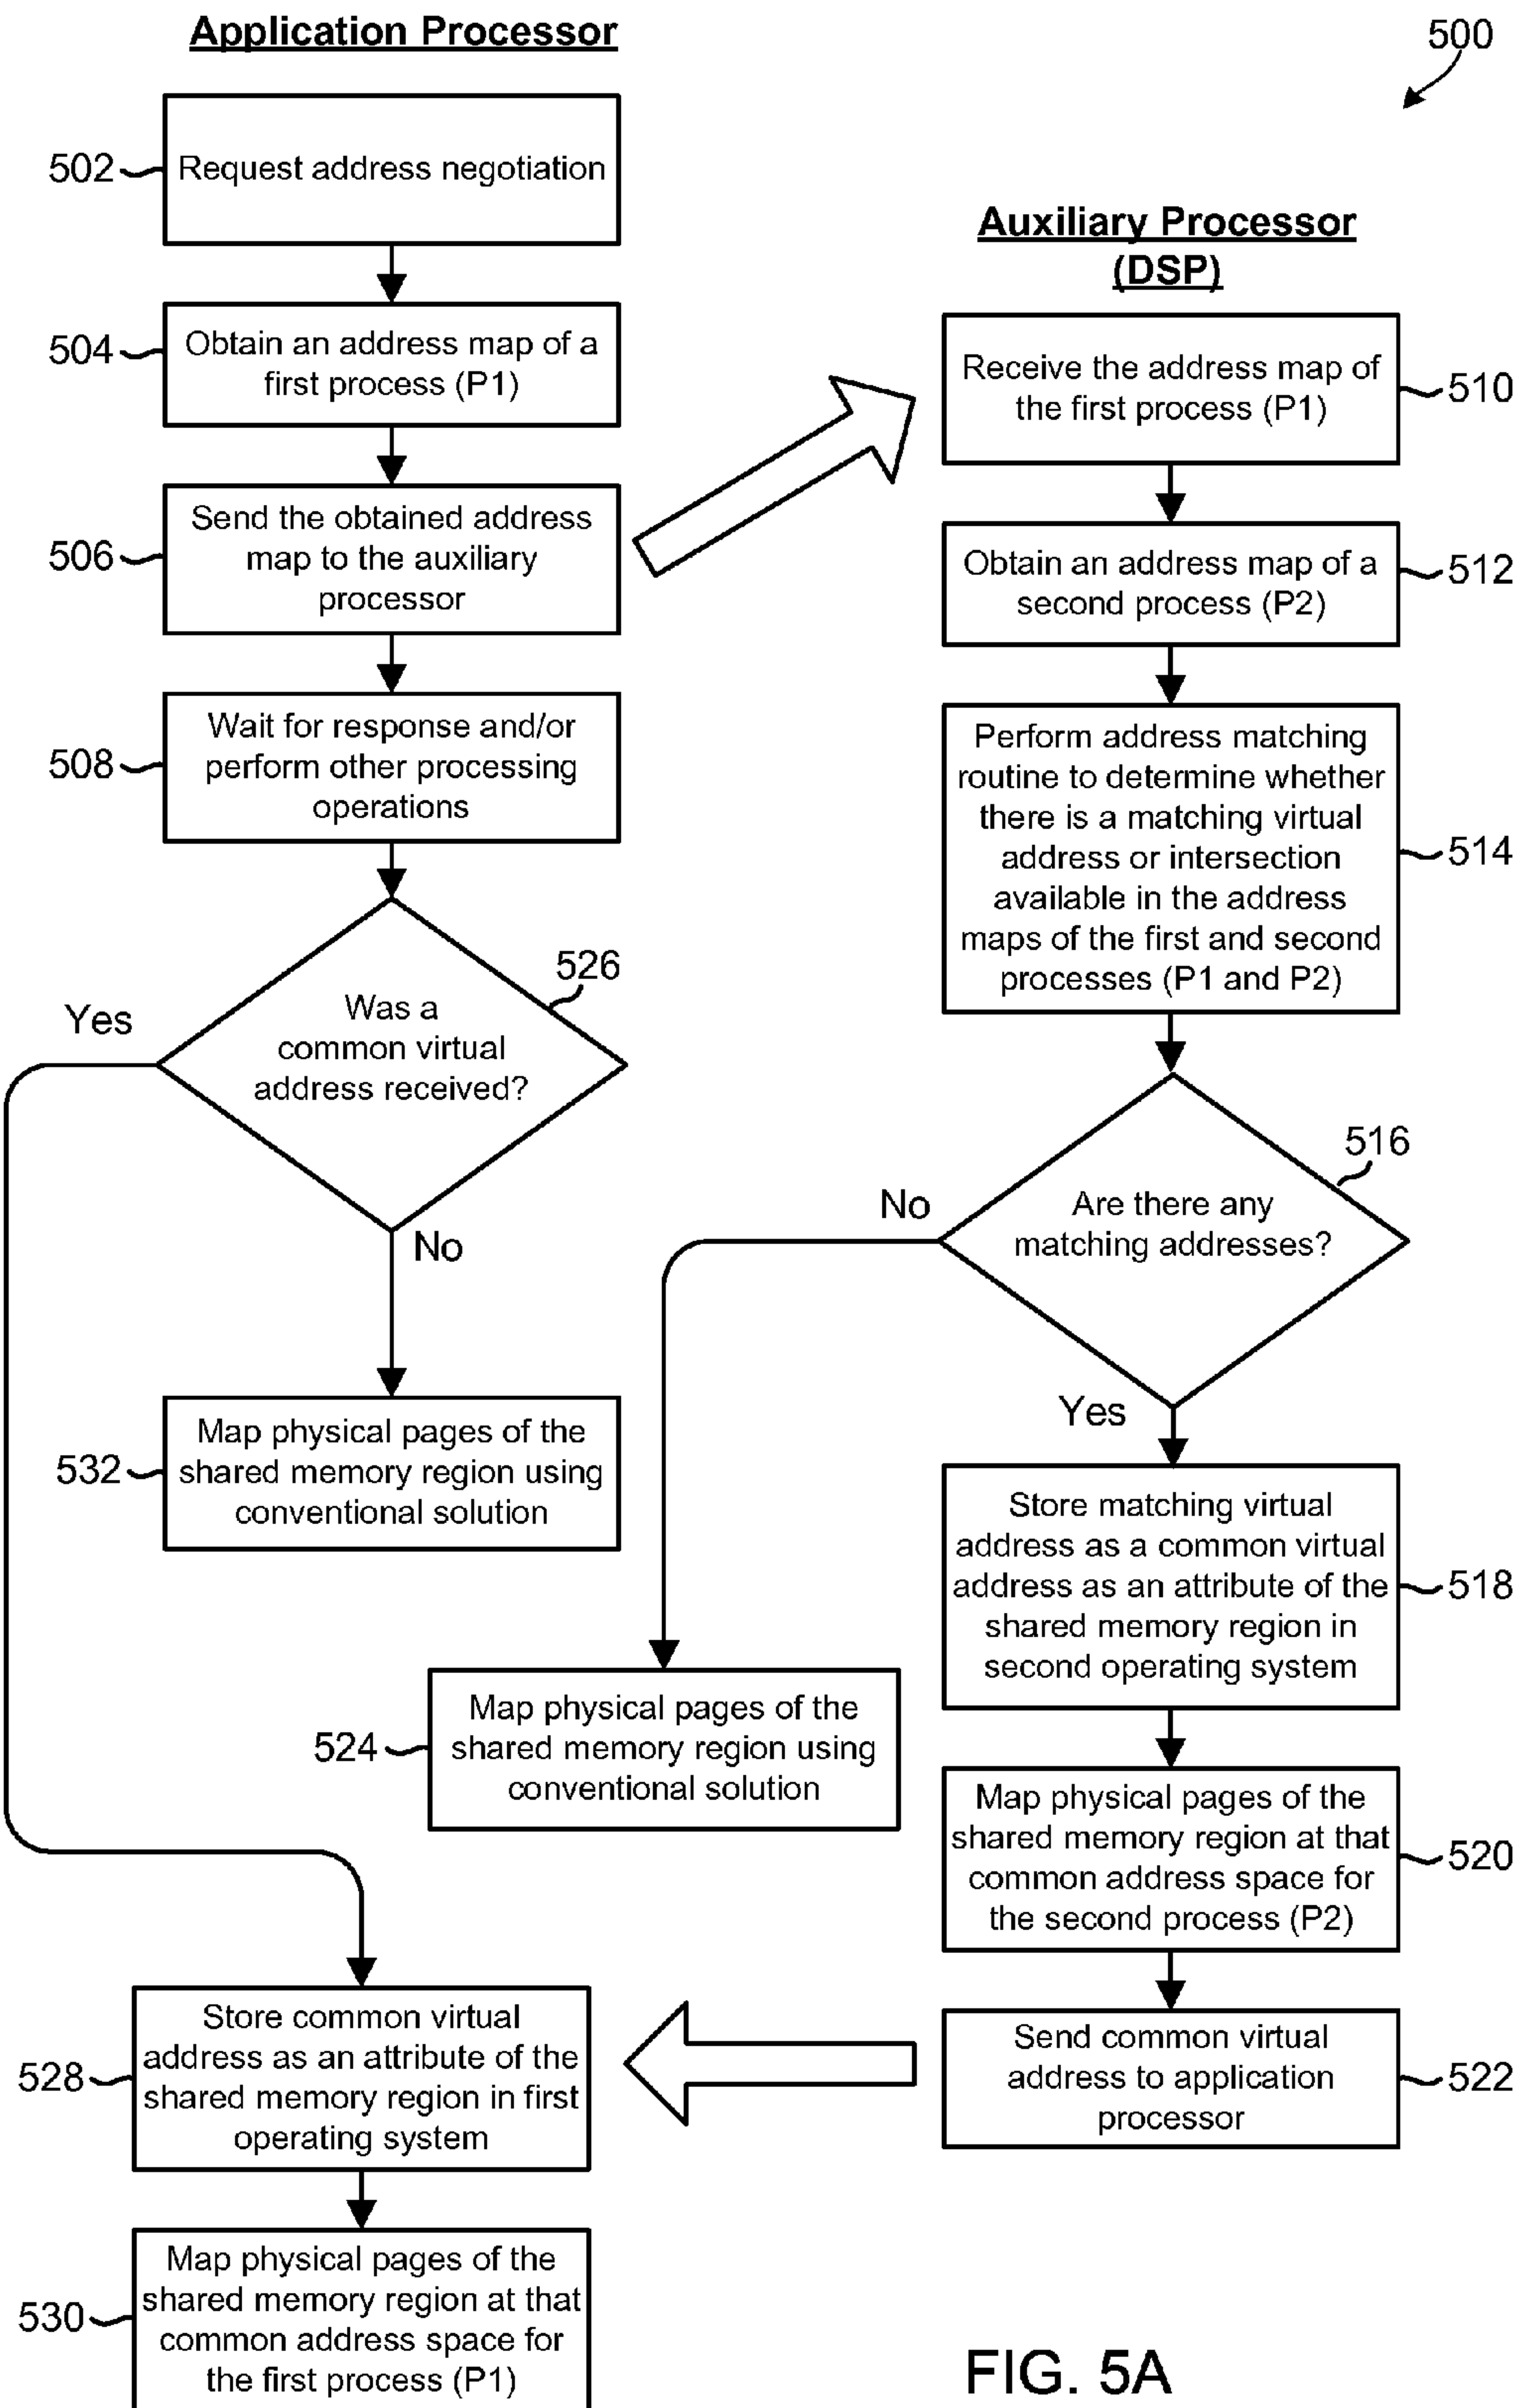 Application Processor
500
502
Request address negotiation
Auxiliary Processor
(DSP)
504
Obtain an address map of a
first process (P1)
Receive the address map of
the first process (P1)
510
506
Send the obtained address
map to the auxiliary
processor
Obtain an address map of a
second process (P2)
512
508
Wait for response and/or
perform other processing
operations
Perform address matching
routine to determine whether
there is a matching virtual
address or intersection
available in the address
maps of the first and second
processes (P1 and P2)
514
526
Yes
Was a
common virtual
address received?
No
516
No
Are there any
matching addresses?
Yes
532
Map physical pages of the
shared memory region using
conventional solution
Store matching virtual
address as a common virtual
address as an attribute of the
shared memory region in
second operating system
518
524
Map physical pages of the
shared memory region using
conventional solution
Map physical pages of the
shared memory region at that
common address space for
the second process (P2)
520
528
Store common virtual
address as an attribute of the
shared memory region in first
operating system
Send common virtual
address to application
processor
522
530
Map physical pages of the
shared memory region at that
common address space for
the first process (P1)
FIG. 5A